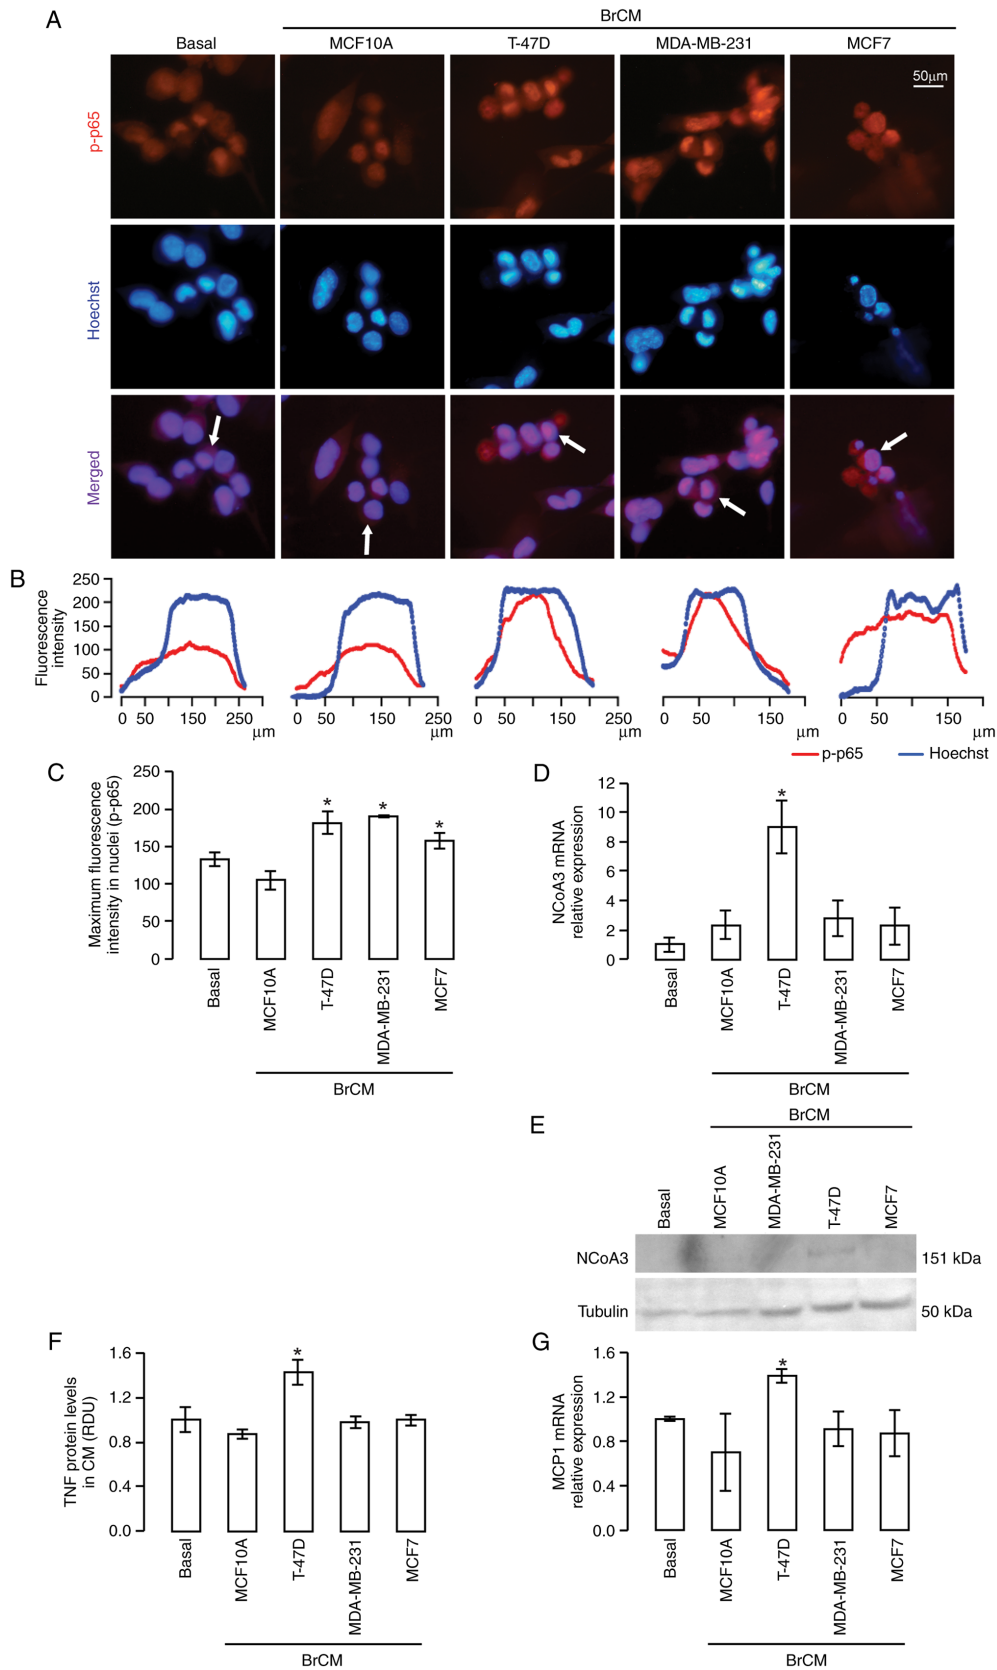 A
BrCM
Basal
MCF10A
T-47D
MDA-MB-231
MCF7
p-p65
50μm
Hoechst
Merged
B
Fluorescence
intensity
250
200
150
100
50
0
0 50 150 250
μm
0 50 150 250
μm
0 50 150 250
μm
0 50 150
μm
0 50 150
μm
p-p65
Hoechst
C
Maximum fluorescence
intensity in nuclei (p-p65)
250
200
150
100
50
0
*
*
*
Basal
MCF10A
T-47D
MDA-MB-231
MCF7
BrCM
D
NCoA3 mRNA
relative expression
12
10
8
6
4
2
0
*
Basal
MCF10A
T-47D
MDA-MB-231
MCF7
BrCM
E
BrCM
Basal
MCF10A
MDA-MB-231
T-47D
MCF7
NCoA3
151 kDa
Tubulin
50 kDa
F
TNF protein levels
in CM (RDU)
1.6
1.2
0.8
0.4
0.0
*
Basal
MCF10A
T-47D
MDA-MB-231
MCF7
BrCM
G
MCP1 mRNA
relative expression
1.6
1.2
0.8
0.4
0.0
*
Basal
MCF10A
T-47D
MDA-MB-231
MCF7
BrCM